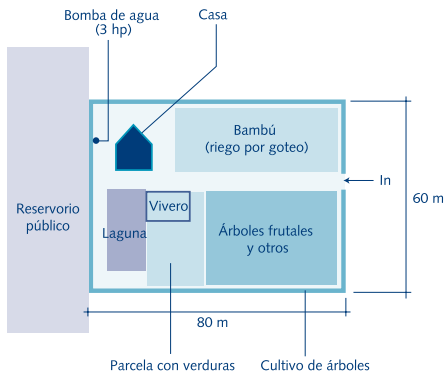 Bomba de agua
(3 hp)
Casa
Bambú
(riego por goteo)
In
60 m
Reservorio
público
Vivero
Laguna
Árboles frutales
y otros
80 m
Parcela con verduras
Cultivo de árboles